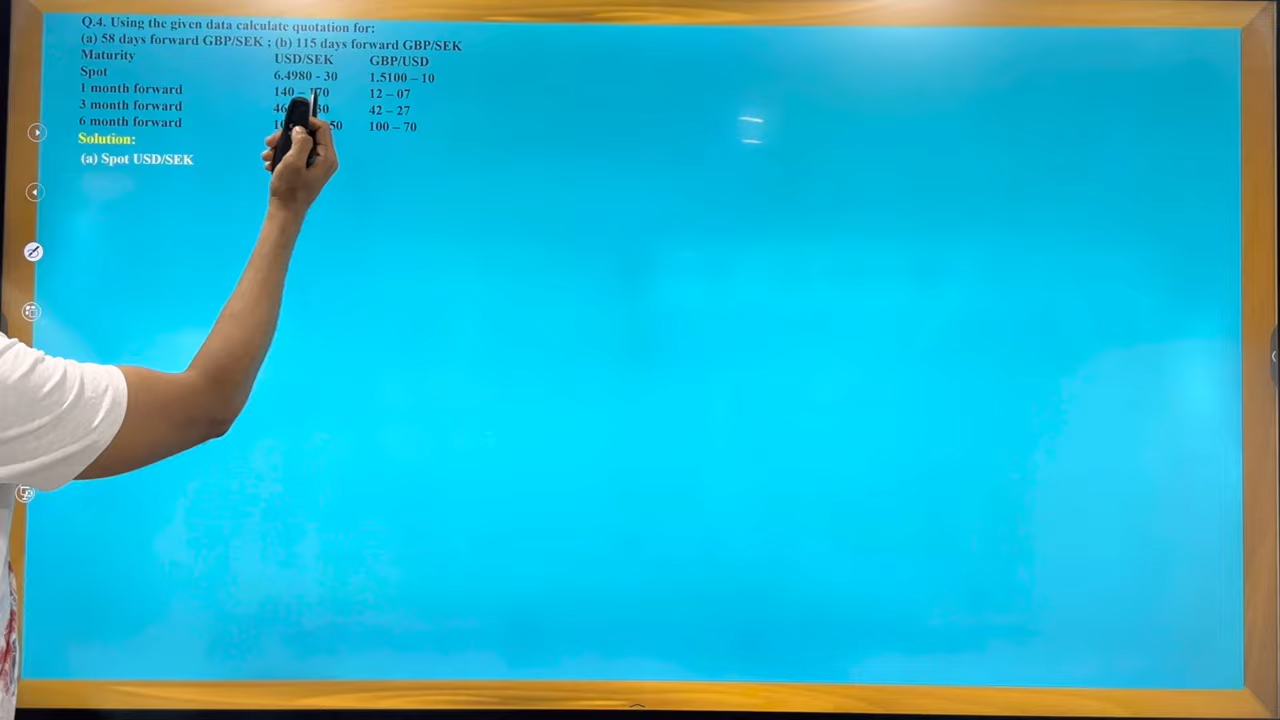 Q.4. Using the given data calculate quotation for:
(a) 58 days forward GBP/SEK ; (b) 115 days forward GBP/SEK
Maturity USD/SEK GBP/USD
Spot 6.4980 - 30 1.5100 – 10
1 month forward 140 – 170 12 – 07
3 month forward 42 – 27
6 month forward 100 – 70
Solution:
(a) Spot USD/SEK